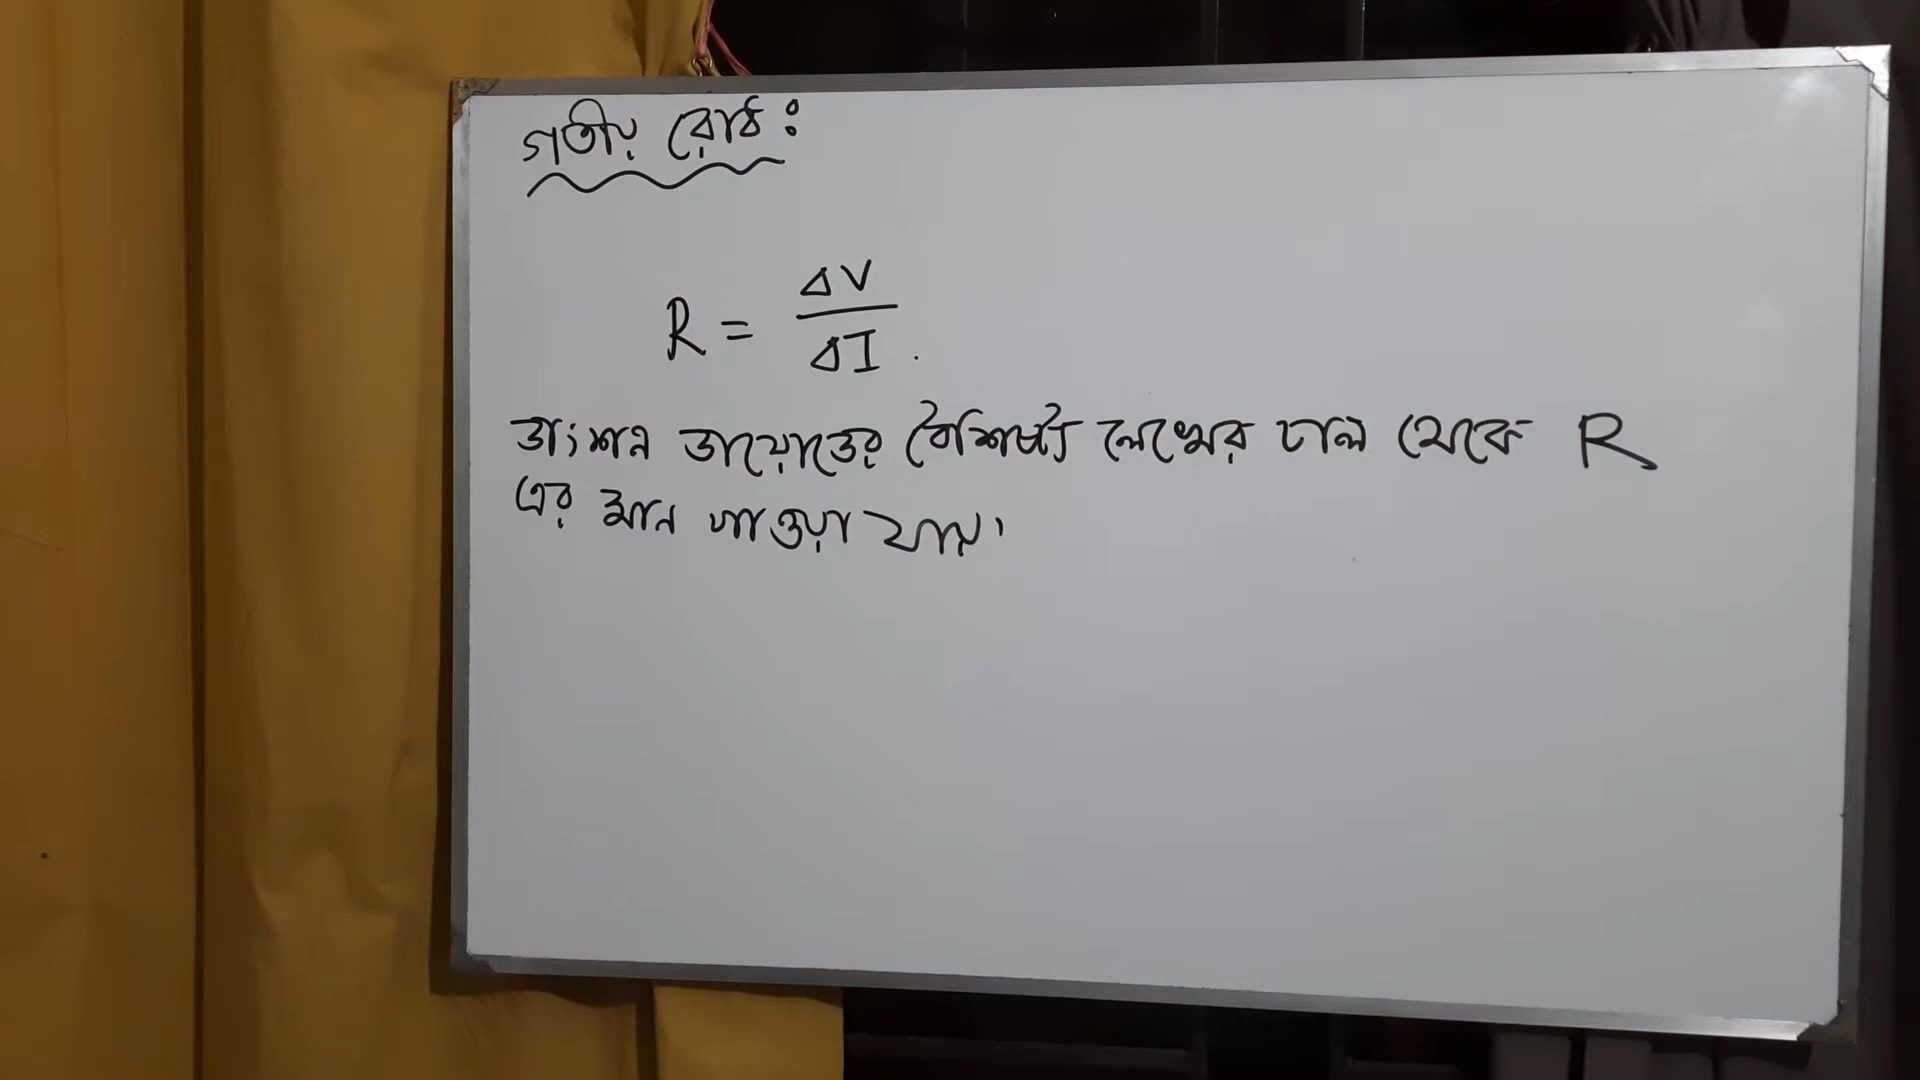 গতীয় রোধ :
R = ΔV / ΔI .
জাংশন ডায়োডের বৈশিষ্ট্য লেখের ঢাল থেকে R
এর মান পাওয়া যায়।